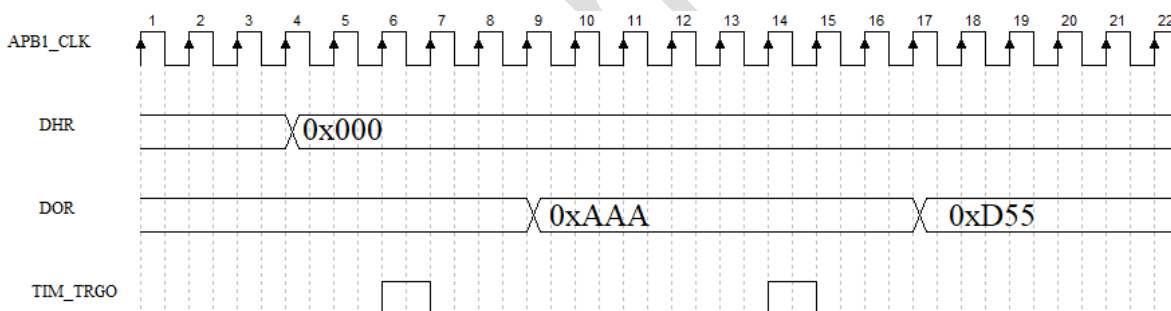 1 2 3 4 5 6 7 8 9 10 11 12 13 14 15 16 17 18 19 20 21 22
APB1_CLK
DHR 0x000
DOR 0xAAA 0xD55
TIM_TRGO